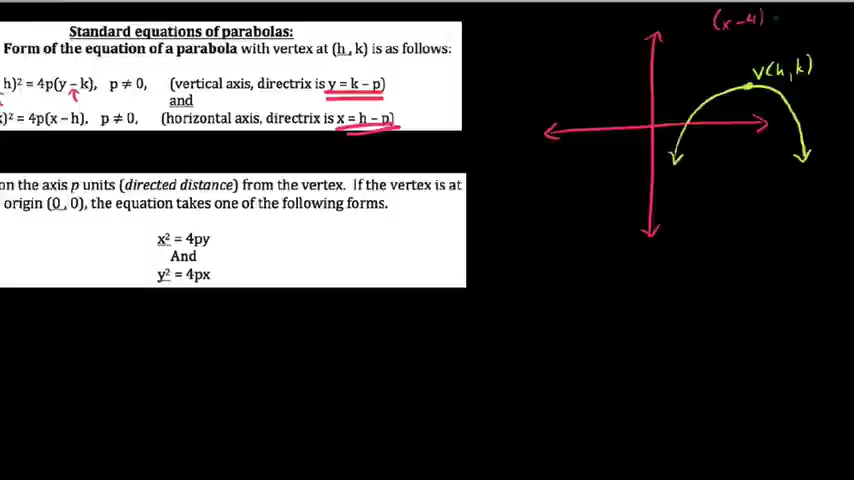 Standard equations of parabolas:
Form of the equation of a parabola with vertex at (h , k) is as follows:
h)² = 4p(y – k), p ≠ 0, (vertical axis, directrix is y = k – p)
and
)² = 4p(x – h), p ≠ 0, (horizontal axis, directrix is x = h – p)
on the axis p units (directed distance) from the vertex. If the vertex is at
origin (0 , 0), the equation takes one of the following forms.
x² = 4py
And
y² = 4px
(x-4)
V(h,k)